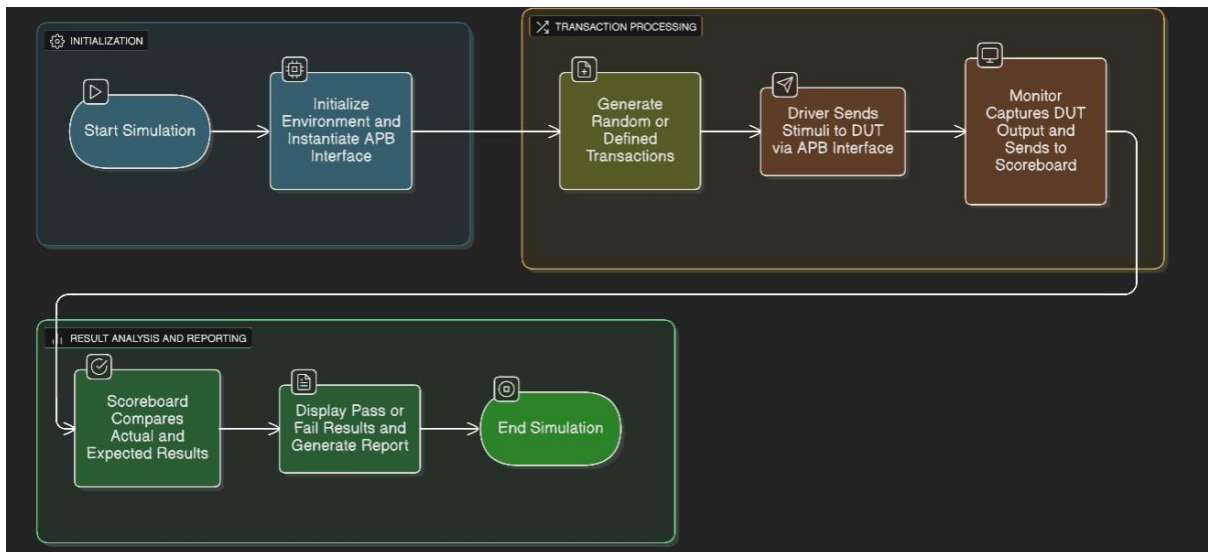 INITIALIZATION
Start Simulation
Initialize
Environment and
Instantiate APB
Interface
TRANSACTION PROCESSING
Generate
Random or
Defined
Transactions
Driver Sends
Stimuli to DUT
via APB Interface
Monitor
Captures DUT
Output and
Sends to
Scoreboard
RESULT ANALYSIS AND REPORTING
Scoreboard
Compares
Actual and
Expected Results
Display Pass or
Fail Results and
Generate Report
End Simulation